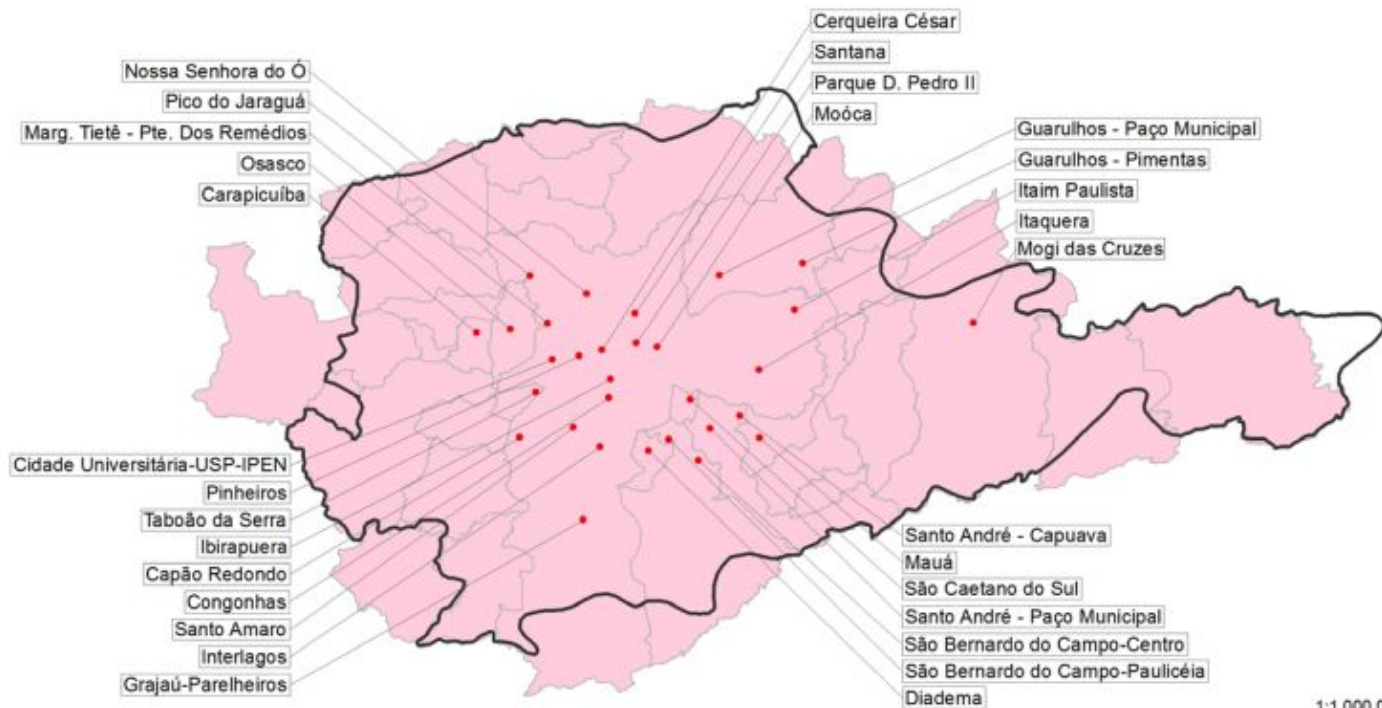 Cerqueira César
Santana
Parque D. Pedro II
Moóca
Nossa Senhora do Ó
Pico do Jaraguá
Marg. Tietê - Pte. Dos Remédios
Osasco
Carapicuíba
Guarulhos - Paço Municipal
Guarulhos - Pimentas
Itaim Paulista
Itaquera
Mogi das Cruzes
Cidade Universitária-USP-IPEN
Pinheiros
Taboão da Serra
Ibirapuera
Capão Redondo
Congonhas
Santo Amaro
Interlagos
Grajaú-Parelheiros
Santo André - Capuava
Mauá
São Caetano do Sul
Santo André - Paço Municipal
São Bernardo do Campo-Centro
São Bernardo do Campo-Paulicéia
Diadema